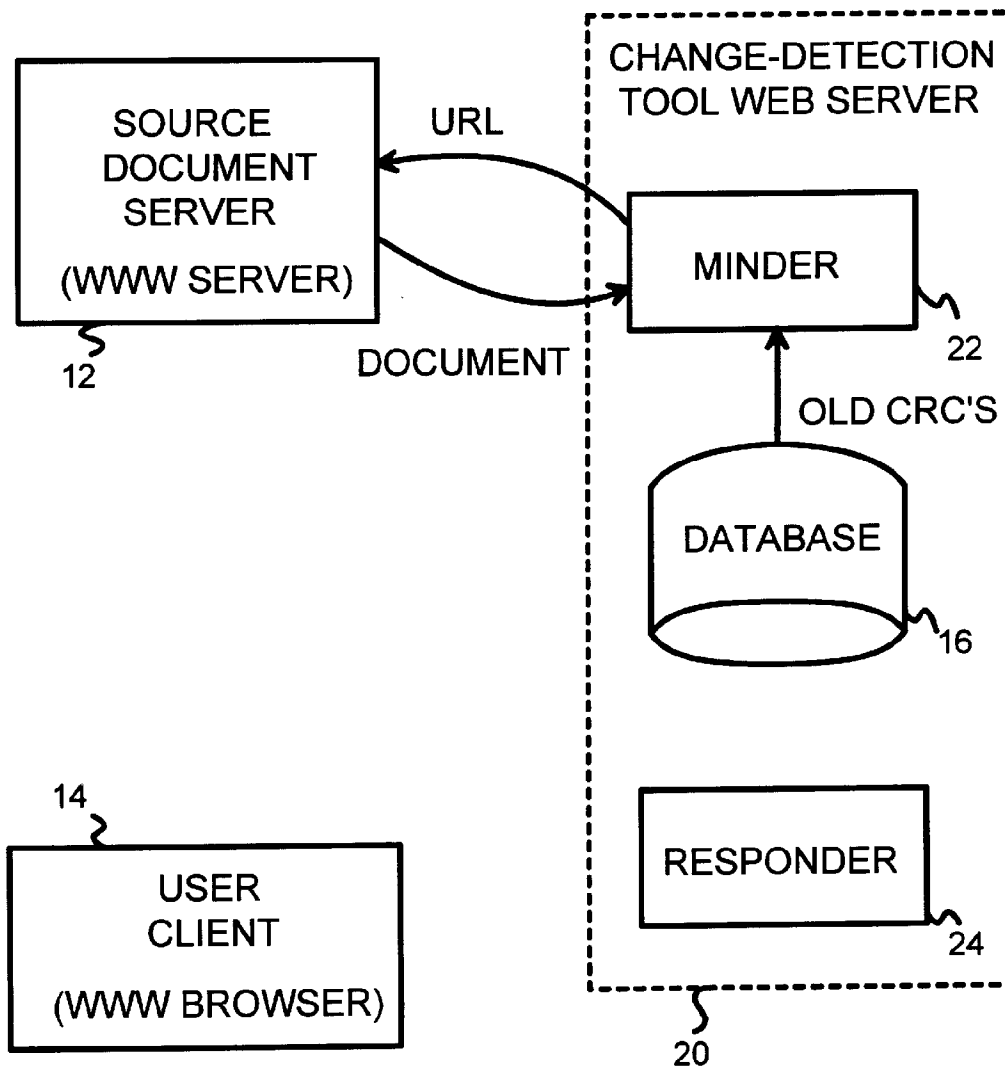 CHANGE-DETECTION
TOOL WEB SERVER
SOURCE
DOCUMENT
SERVER
(WWW SERVER)
12
URL
DOCUMENT
MINDER
22
OLD CRC'S
DATABASE
16
14
USER
CLIENT
(WWW BROWSER)
RESPONDER
24
20